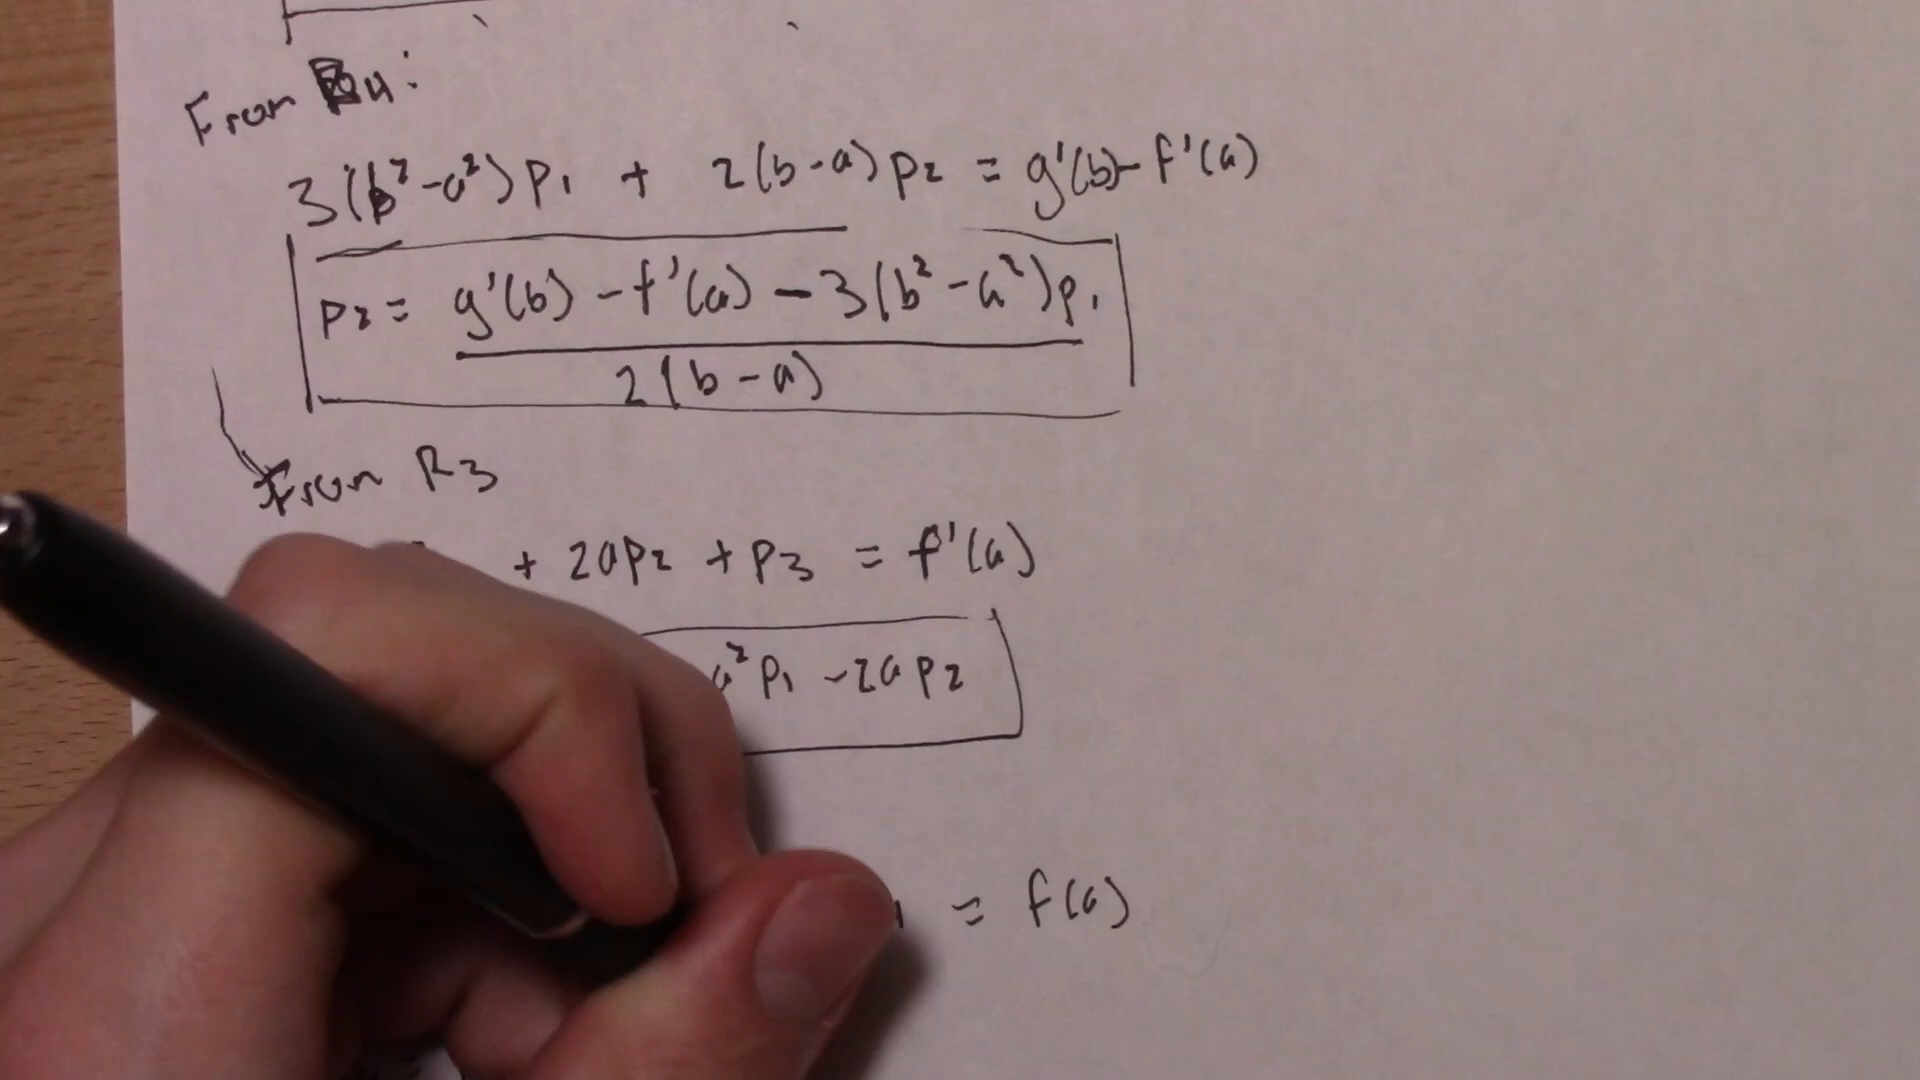 From R4:
3(b²-a²)p₁ + 2(b-a)p₂ = g'(b)-f'(a)
p₂ = g'(b) - f'(a) - 3(b²-a²)p₁
2(b-a)
From R3
+ 2ap₂ + p₃ = f'(a)
a²p₁ - 2ap₂
= f(a)